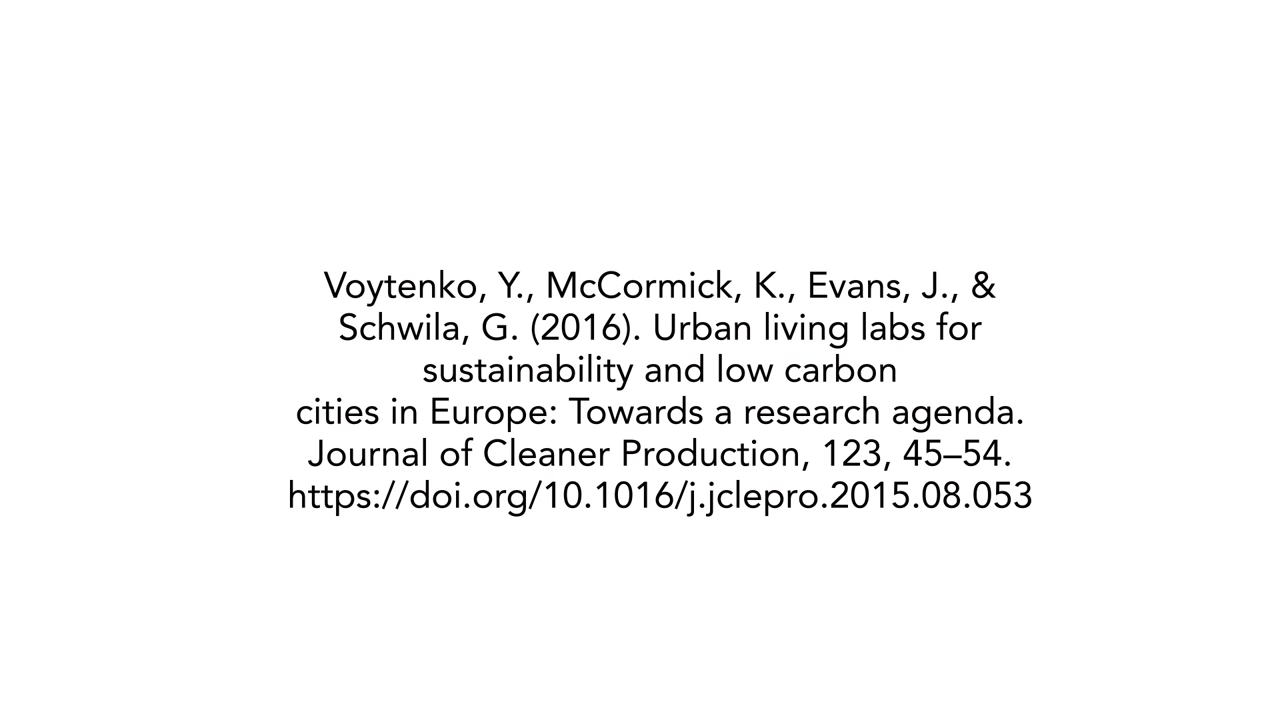 Voytenko, Y., McCormick, K., Evans, J., &
Schwila, G. (2016). Urban living labs for
sustainability and low carbon
cities in Europe: Towards a research agenda.
Journal of Cleaner Production, 123, 45–54.
https://doi.org/10.1016/j.jclepro.2015.08.053